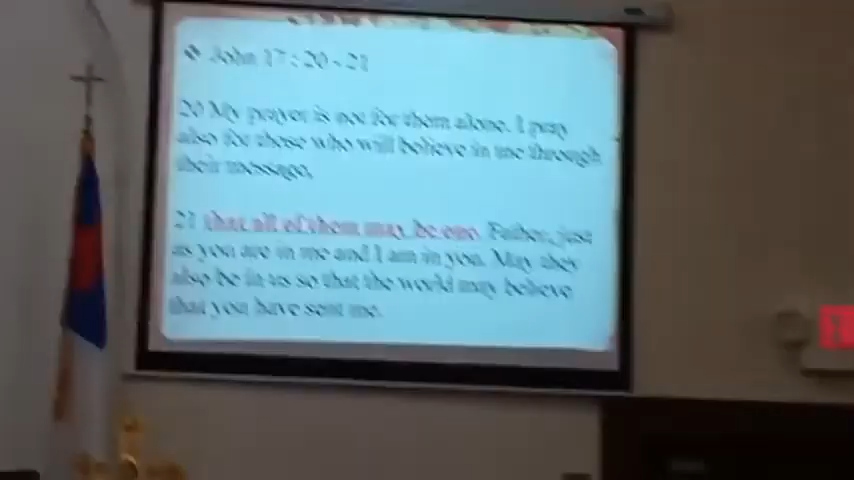 ❖ John 17 : 20 - 21
20 My prayer is not for them alone. I pray
also for those who will believe in me through
their message,
21 that all of them may be one. Father, just
as you are in me and I am in you. May they
also be in us so that the world may believe
that you have sent me.